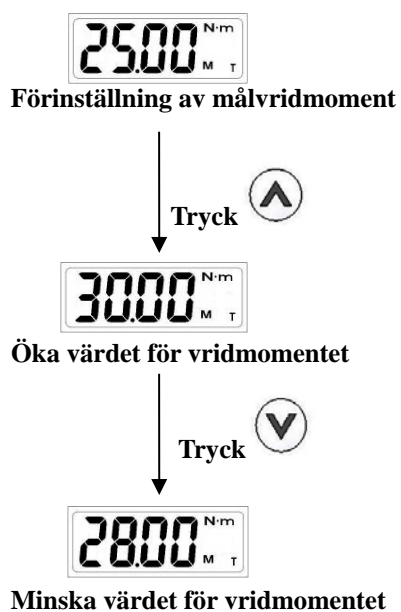 25.00 N·m
M T
Förinställning av målvridmoment
Tryck
30.00 N·m
M T
Öka värdet för vridmomentet
Tryck
28.00 N·m
M T
Minska värdet för vridmomentet